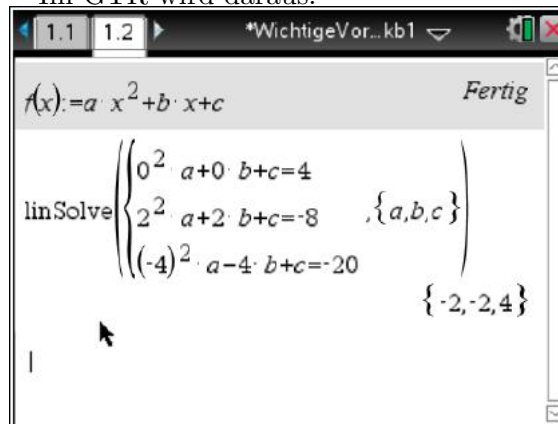 Im GTR wird daraus:
1.1 1.2 *WichtigeVor...kb1
f(x):=a·x²+b·x+c Fertig
linSolve({0²·a+0·b+c=4
2²·a+2·b+c=-8 ,{a,b,c})
(-4)²·a-4·b+c=-20
{-2,-2,4}